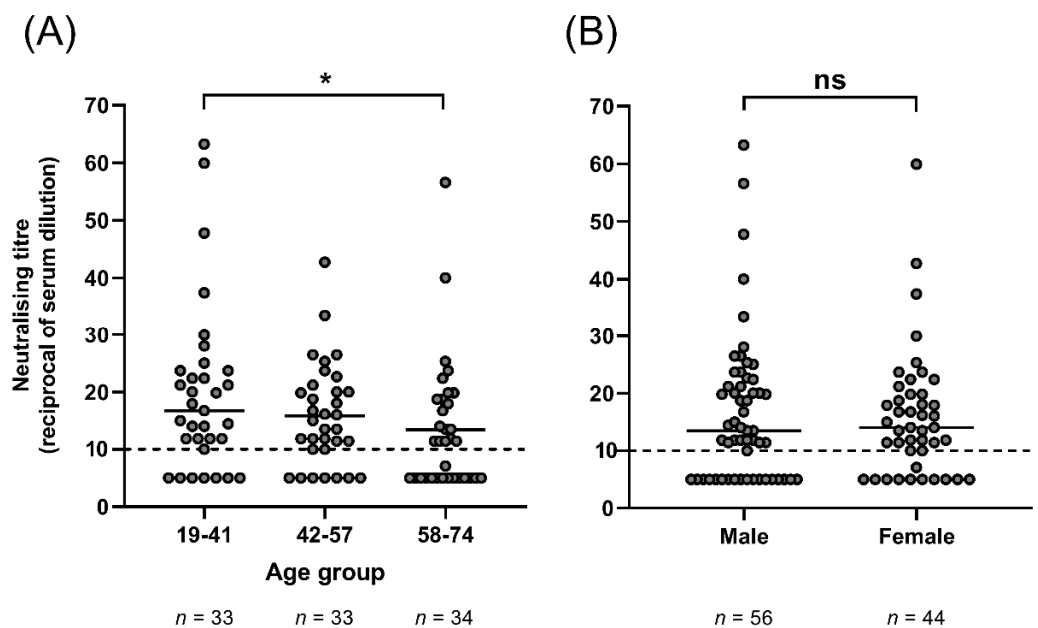 (A)
Neutralising titre
(reciprocal of serum dilution)
*
70
60
50
40
30
20
10
0
19-41 42-57 58-74
Age group
n = 33 n = 33 n = 34
(B)
ns
70
60
50
40
30
20
10
0
Male Female
n = 56 n = 44